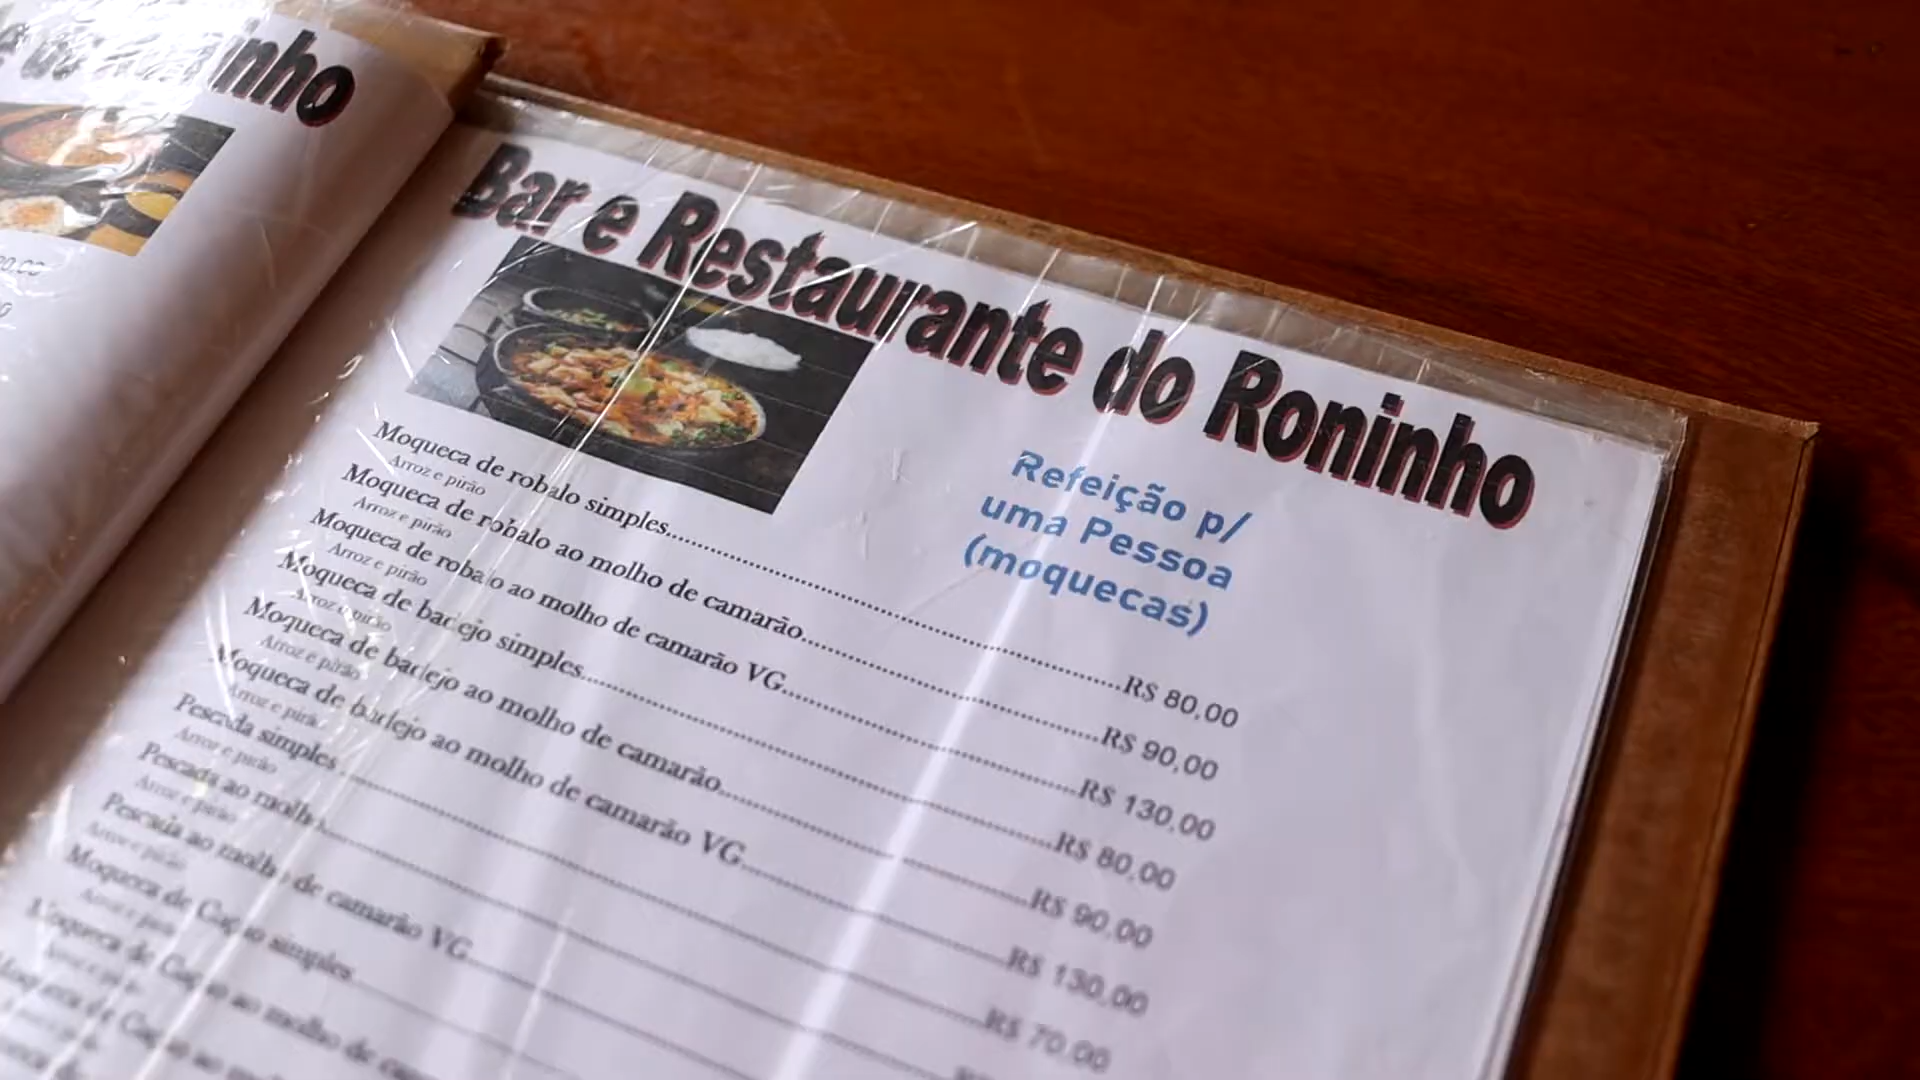 inho
Bar e Restaurante do Roninho
Refeição p/
uma Pessoa
(moquecas)
Moqueca de robalo simples..........R$ 80,00
Arroz e pirão
Moqueca de robalo ao molho de camarão..........R$ 90,00
Arroz e pirão
Moqueca de robalo ao molho de camarão VG..........R$ 130,00
Arroz e pirão
Moqueca de badejo simples..........R$ 80,00
Arroz e pirão
Moqueca de badejo ao molho de camarão..........R$ 90,00
Arroz e pirão
Moqueca de badejo ao molho de camarão VG..........R$ 130,00
Arroz e pirão
Pescada simples..........R$ 70,00
Arroz e pirão
Pescada ao molho
Arroz e pirão
Pescada ao molho de camarão VG
Arroz e pirão
Moqueca de Cação simples
Arroz e pirão
Moqueca de Cação ao molho de
Arroz e pirão